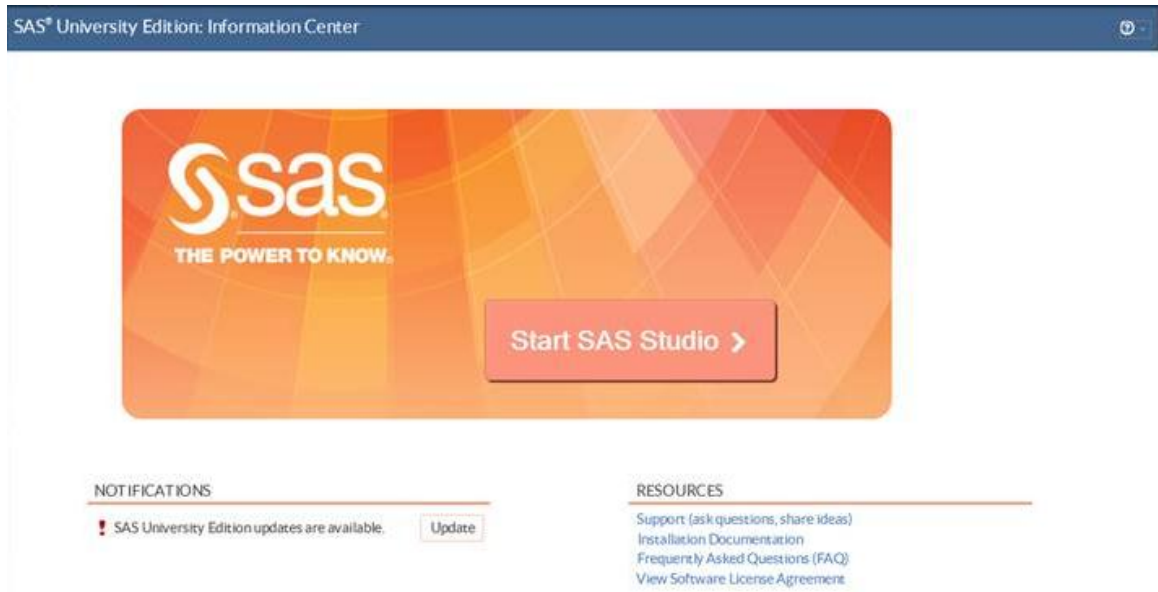 SAS® University Edition: Information Center
sas
THE POWER TO KNOW®
Start SAS Studio >
NOTIFICATIONS
! SAS University Edition updates are available.
Update
RESOURCES
Support (ask questions, share ideas)
Installation Documentation
Frequently Asked Questions (FAQ)
View Software License Agreement